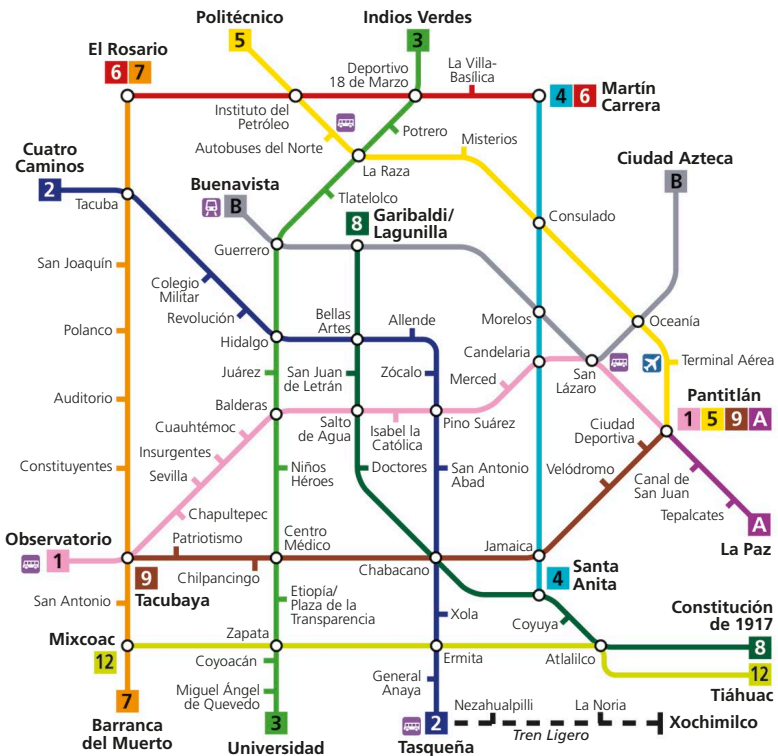 Politécnico
5
Indios Verdes
3
El Rosario
6 7
Deportivo
18 de Marzo
La Villa-
Basílica
4 6
Martín
Carrera
Instituto del
Petróleo
Autobuses del Norte
Potrero
La Raza
Misterios
Cuatro
Caminos
2
Tacuba
Buenavista
B
Tlatelolco
8
Garibaldi/
Lagunilla
Ciudad Azteca
B
Consulado
Guerrero
San Joaquín
Colegio
Militar
Revolución
Polanco
Hidalgo
Bellas
Artes
Allende
Morelos
Oceanía
Candelaria
Terminal Aérea
Juárez
San Juan
de Letrán
Zócalo
Merced
San
Lázaro
Pantitlán
1 5 9 A
Auditorio
Balderas
Cuauhtémoc
Insurgentes
Sevilla
Salto
de Agua
Isabel la
Católica
Pino Suárez
Ciudad
Deportiva
Velódromo
Constituyentes
Niños
Héroes
Doctores
San Antonio
Abad
Canal de
San Juan
Tepalcates
A
La Paz
Chapultepec
Observatorio
1
Patriotismo
Centro
Médico
Jamaica
9
Tacubaya
Chilpancingo
Chabacano
4
Santa
Anita
San Antonio
Etiopía/
Plaza de la
Transparencia
Xola
Coyuya
Constitución
de 1917
8
Mixcoac
12
Zapata
Ermita
Atlalilco
Coyoacán
General
Anaya
12
Tiáhuac
Miguel Ángel
de Quevedo
7
Barranca
del Muerto
3
Universidad
2
Tasqueña
Nezahualpilli
La Noria
Tren Ligero
Xochimilco